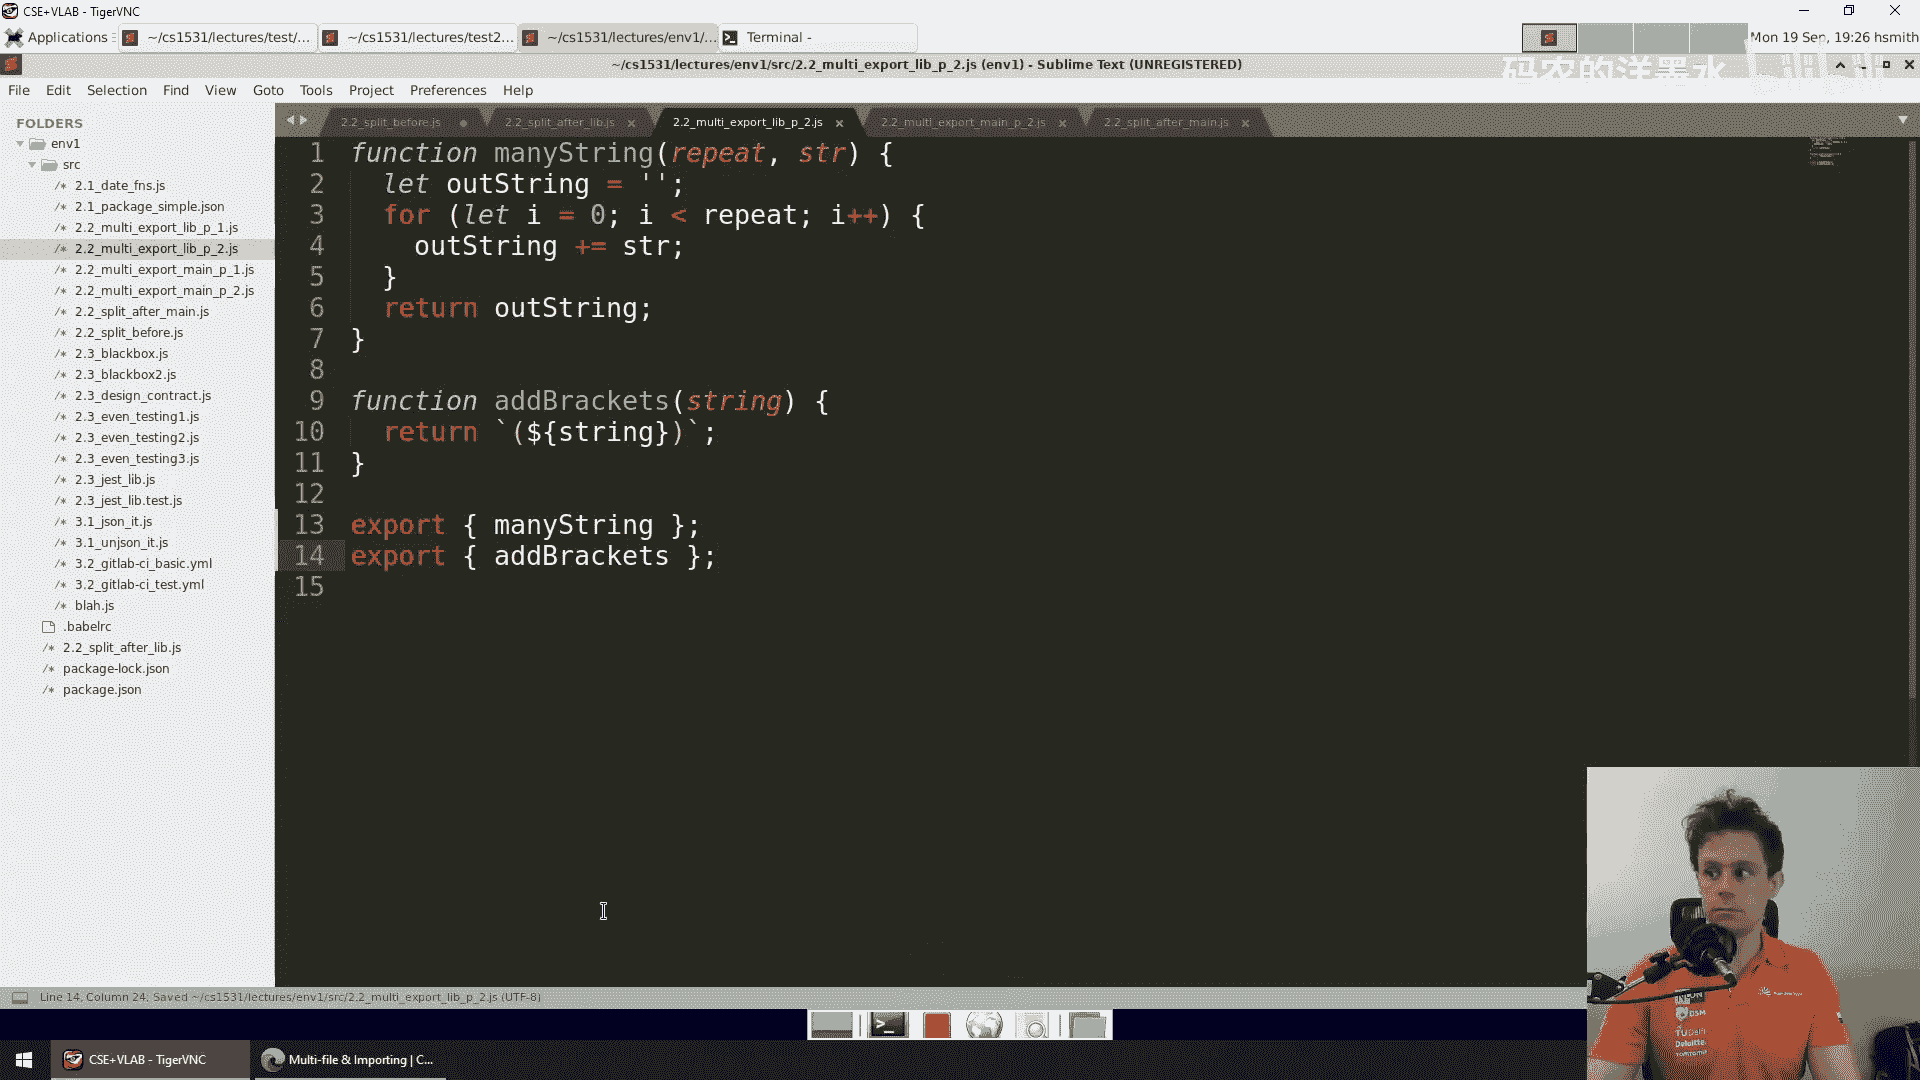 CSE+VLAB - TigerVNC
Applications
~/cs1531/lectures/test/...
~/cs1531/lectures/test2...
~/cs1531/lectures/env1/...
Terminal -
Mon 19 Sep, 19:26 hsmith
~/cs1531/lectures/env1/src/2.2_multi_export_lib_p_2.js (env1) - Sublime Text (UNREGISTERED)
码农的洋墨水 bilibili
File Edit Selection Find View Goto Tools Project Preferences Help
FOLDERS
env1
src
/* 2.1_date_fns.js
/* 2.1_package_simple.json
/* 2.2_multi_export_lib_p_1.js
/* 2.2_multi_export_lib_p_2.js
/* 2.2_multi_export_main_p_1.js
/* 2.2_multi_export_main_p_2.js
/* 2.2_split_after_main.js
/* 2.2_split_before.js
/* 2.3_blackbox.js
/* 2.3_blackbox2.js
/* 2.3_design_contract.js
/* 2.3_even_testing1.js
/* 2.3_even_testing2.js
/* 2.3_even_testing3.js
/* 2.3_jest_lib.js
/* 2.3_jest_lib.test.js
/* 3.1_json_it.js
/* 3.1_unjson_it.js
/* 3.2_gitlab-ci_basic.yml
/* 3.2_gitlab-ci_test.yml
/* blah.js
.babelrc
/* 2.2_split_after_lib.js
/* package-lock.json
/* package.json
2.2_split_before.js
2.2_split_after_lib.js
2.2_multi_export_lib_p_2.js
2.2_multi_export_main_p_2.js
2.2_split_after_main.js
1 function manyString(repeat, str) {
2 let outString = '';
3 for (let i = 0; i < repeat; i++) {
4 outString += str;
5 }
6 return outString;
7 }
8
9 function addBrackets(string) {
10 return `(${string})`;
11 }
12
13 export { manyString };
14 export { addBrackets };
15
Line 14, Column 24; Saved ~/cs1531/lectures/env1/src/2.2_multi_export_lib_p_2.js (UTF-8)
Deloitte.
CSE+VLAB - TigerVNC
Multi-file & Importing | C...